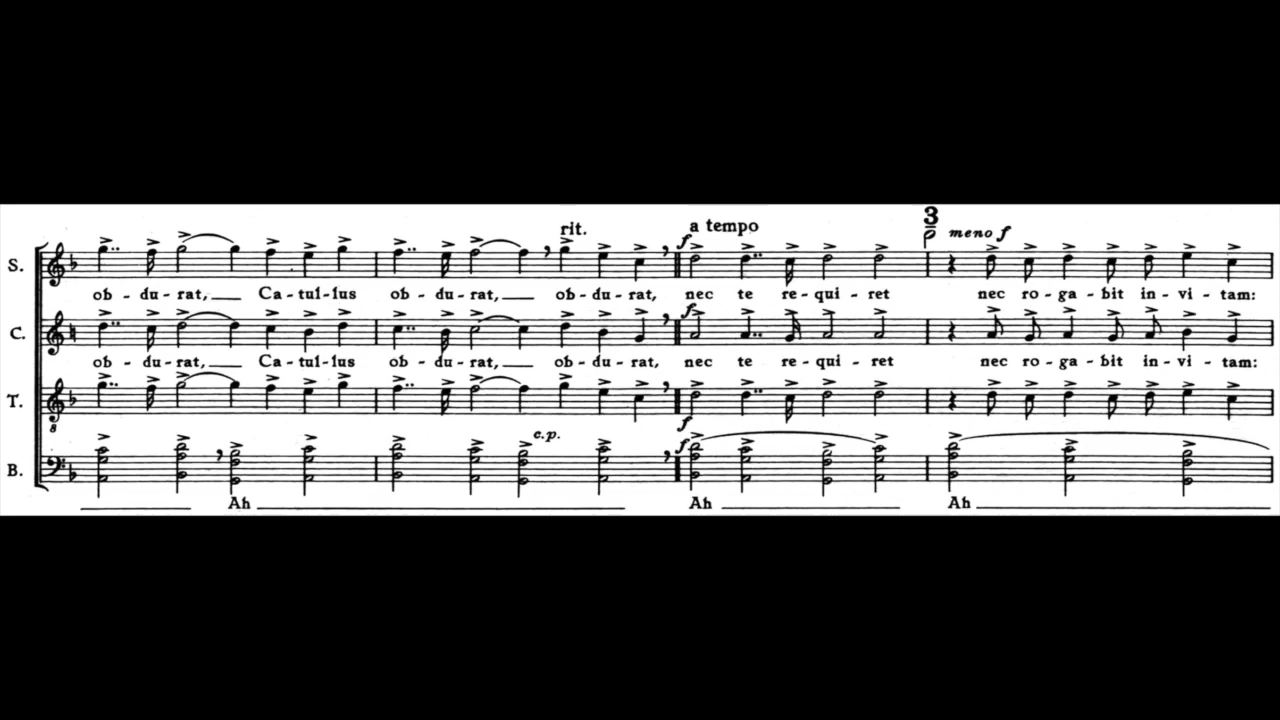 3
rit. a tempo meno f
f
S.
ob - du - rat, Ca - tul - lus ob - du - rat, ob - du - rat, nec te re - qui - ret nec ro - ga - bit in - vi - tam:
f
C.
ob - du - rat, Ca - tul - lus ob - du - rat, ob - du - rat, nec te re - qui - ret nec ro - ga - bit in - vi - tam:
T.
8
f
c.p. f
B.
Ah Ah Ah